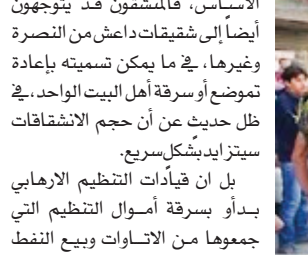 الأساس، فالمنشقون قد يتوجهون
أيضاً إلى شقيقات داعش من النصرة
وغيرها، في ما يمكن تسميته بإعادة
تموضع أو سرقة أهل البيت الواحد، في
ظل حديث عن أن حجم الانشقاقات
سيتزايد بشكل سريع.
بل ان قيادات التنظيم الارهابي
بدأو بسرقة أموال التنظيم التي
جمعوها من الاتاوات وبيع النفط